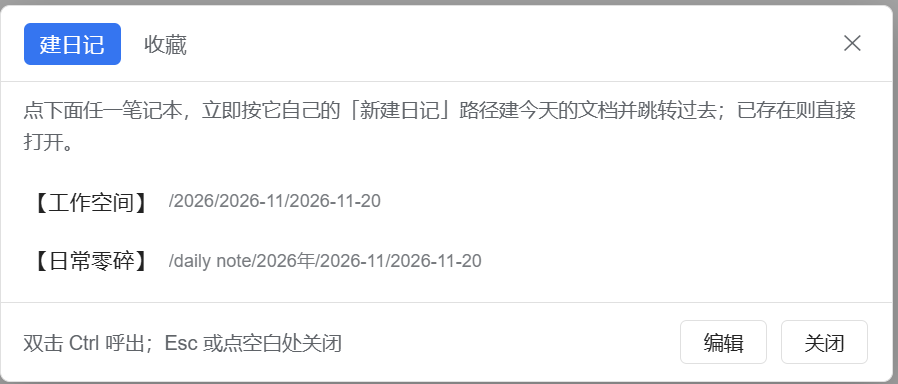 建日记 收藏
点下面任一笔记本，立即按它自己的「新建日记」路径建今天的文档并跳转过去；已存在则直接
打开。
【工作空间】 /2026/2026-11/2026-11-20
【日常零碎】 /daily note/2026年/2026-11/2026-11-20
双击 Ctrl 呼出；Esc 或点空白处关闭 编辑 关闭